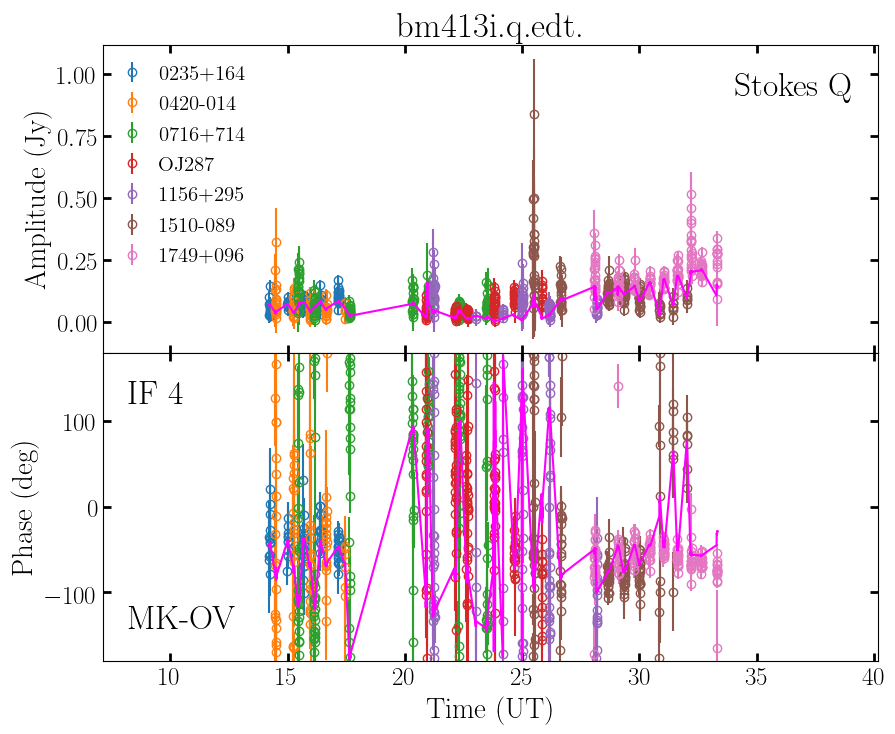 bm413i.q.edt.
Stokes Q
0235+164
0420-014
0716+714
OJ287
1156+295
1510-089
1749+096
Amplitude (Jy)
1.00
0.75
0.50
0.25
0.00
IF 4
MK-OV
Phase (deg)
100
0
−100
10 15 20 25 30 35 40
Time (UT)